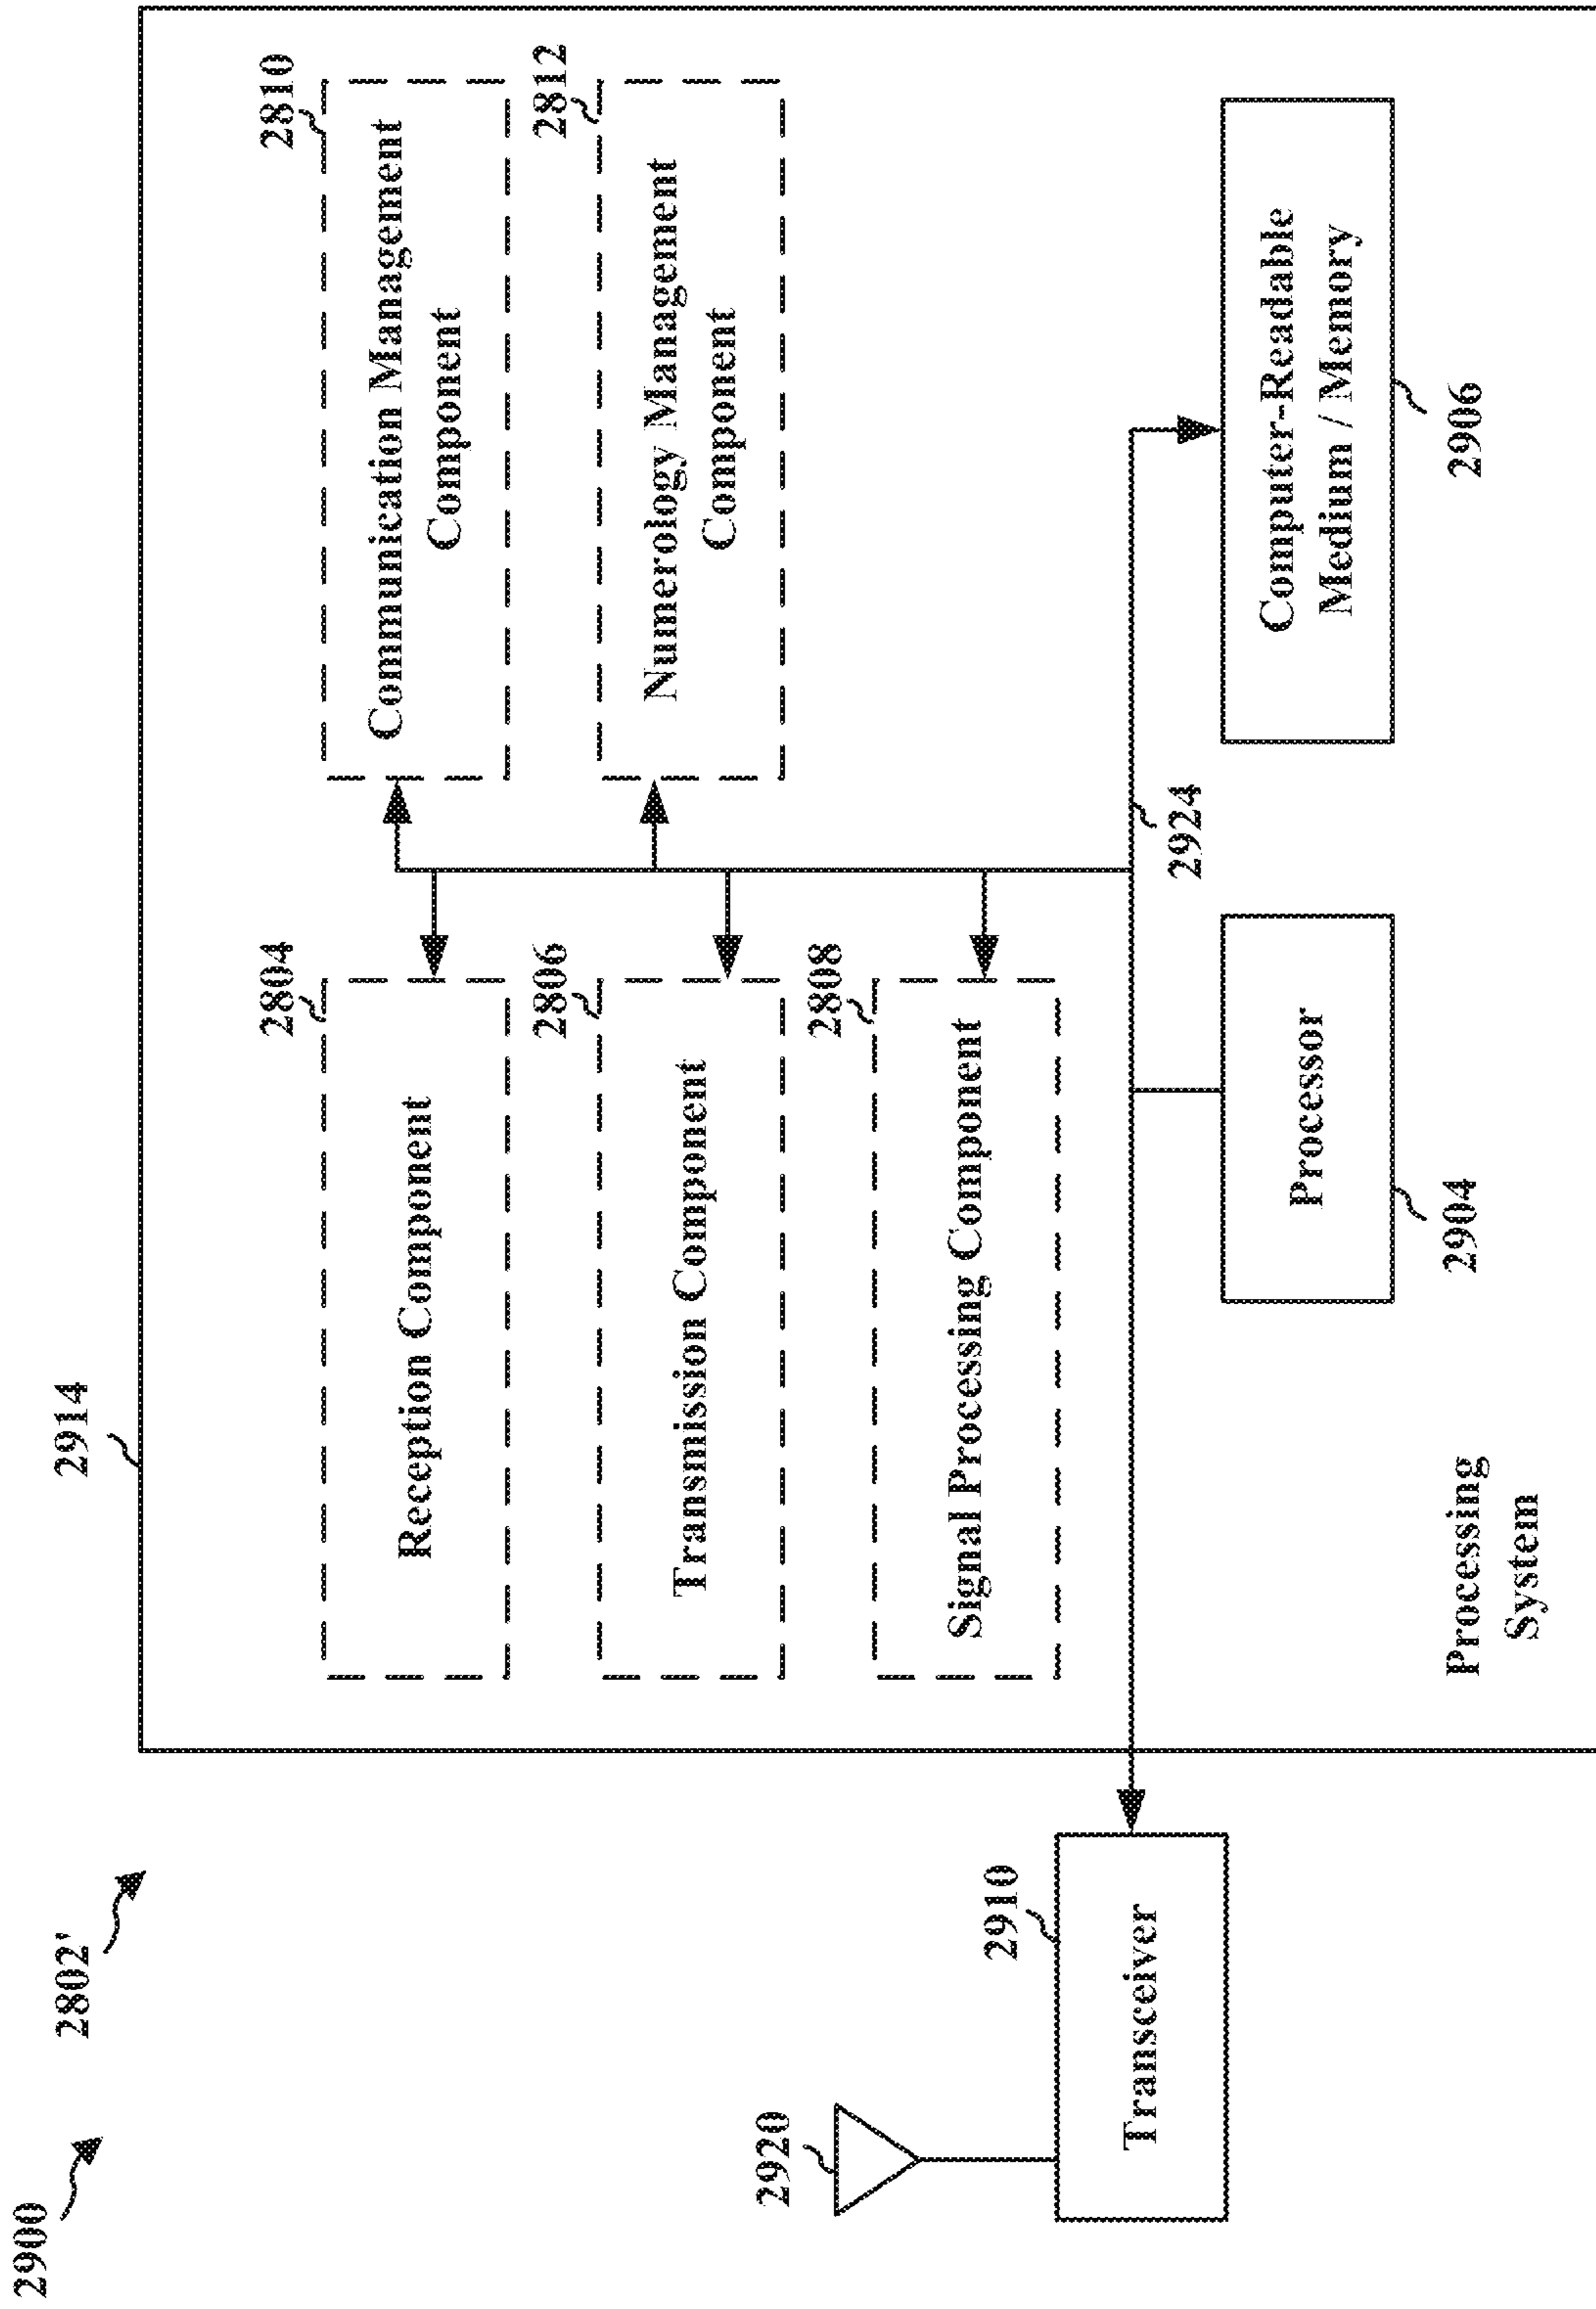 2900
2802'
2914
2804
Reception Component
2810
Communication Management
Component
2806
Transmission Component
2812
Numerology Management
Component
2808
Signal Processing Component
2920
2910
Transceiver
2924
Processor
2904
Computer-Readable
Medium / Memory
2906
Processing
System